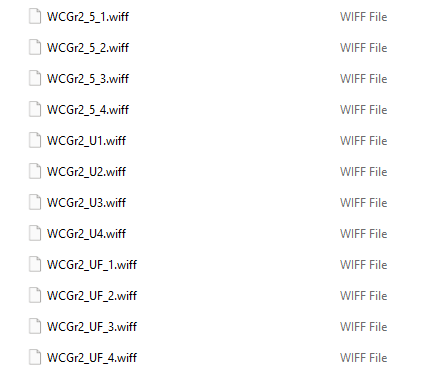 WCGr2_5_1.wiff WIFF File
WCGr2_5_2.wiff WIFF File
WCGr2_5_3.wiff WIFF File
WCGr2_5_4.wiff WIFF File
WCGr2_U1.wiff WIFF File
WCGr2_U2.wiff WIFF File
WCGr2_U3.wiff WIFF File
WCGr2_U4.wiff WIFF File
WCGr2_UF_1.wiff WIFF File
WCGr2_UF_2.wiff WIFF File
WCGr2_UF_3.wiff WIFF File
WCGr2_UF_4.wiff WIFF File